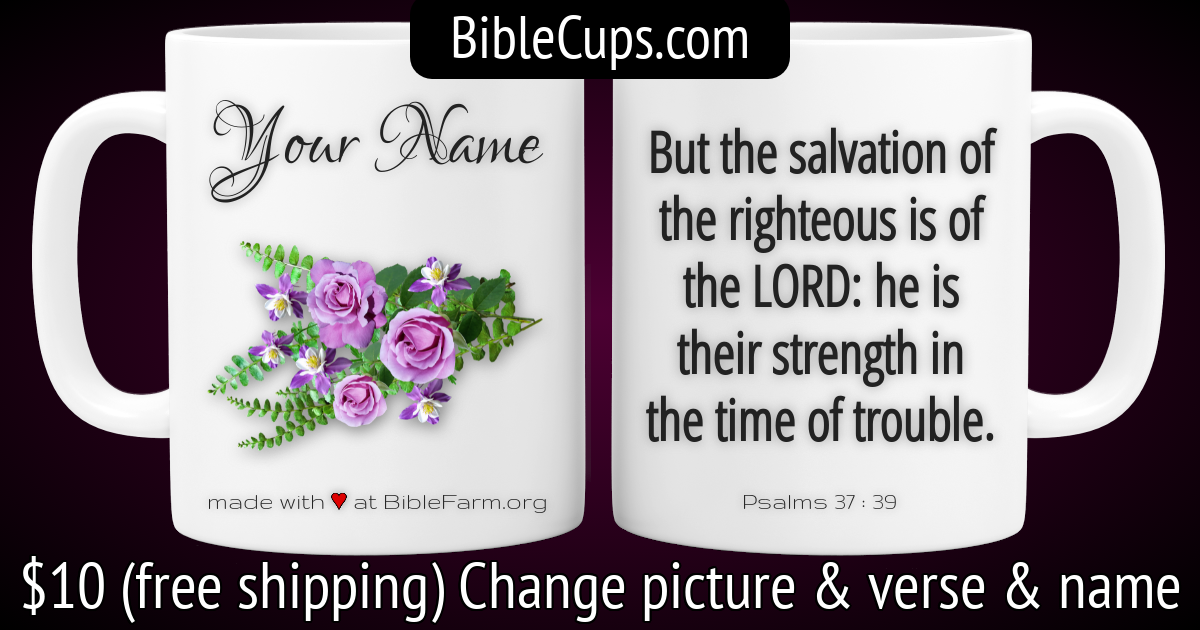 BibleCups.com
Your Name
made with ♥ at BibleFarm.org
But the salvation of
the righteous is of
the LORD: he is
their strength in
the time of trouble.
Psalms 37 : 39
$10 (free shipping) Change picture & verse & name